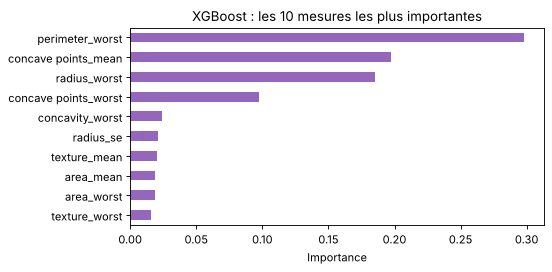 XGBoost : les 10 mesures les plus importantes
perimeter_worst
concave points_mean
radius_worst
concave points_worst
concavity_worst
radius_se
texture_mean
area_mean
area_worst
texture_worst
0.00 0.05 0.10 0.15 0.20 0.25 0.30
Importance